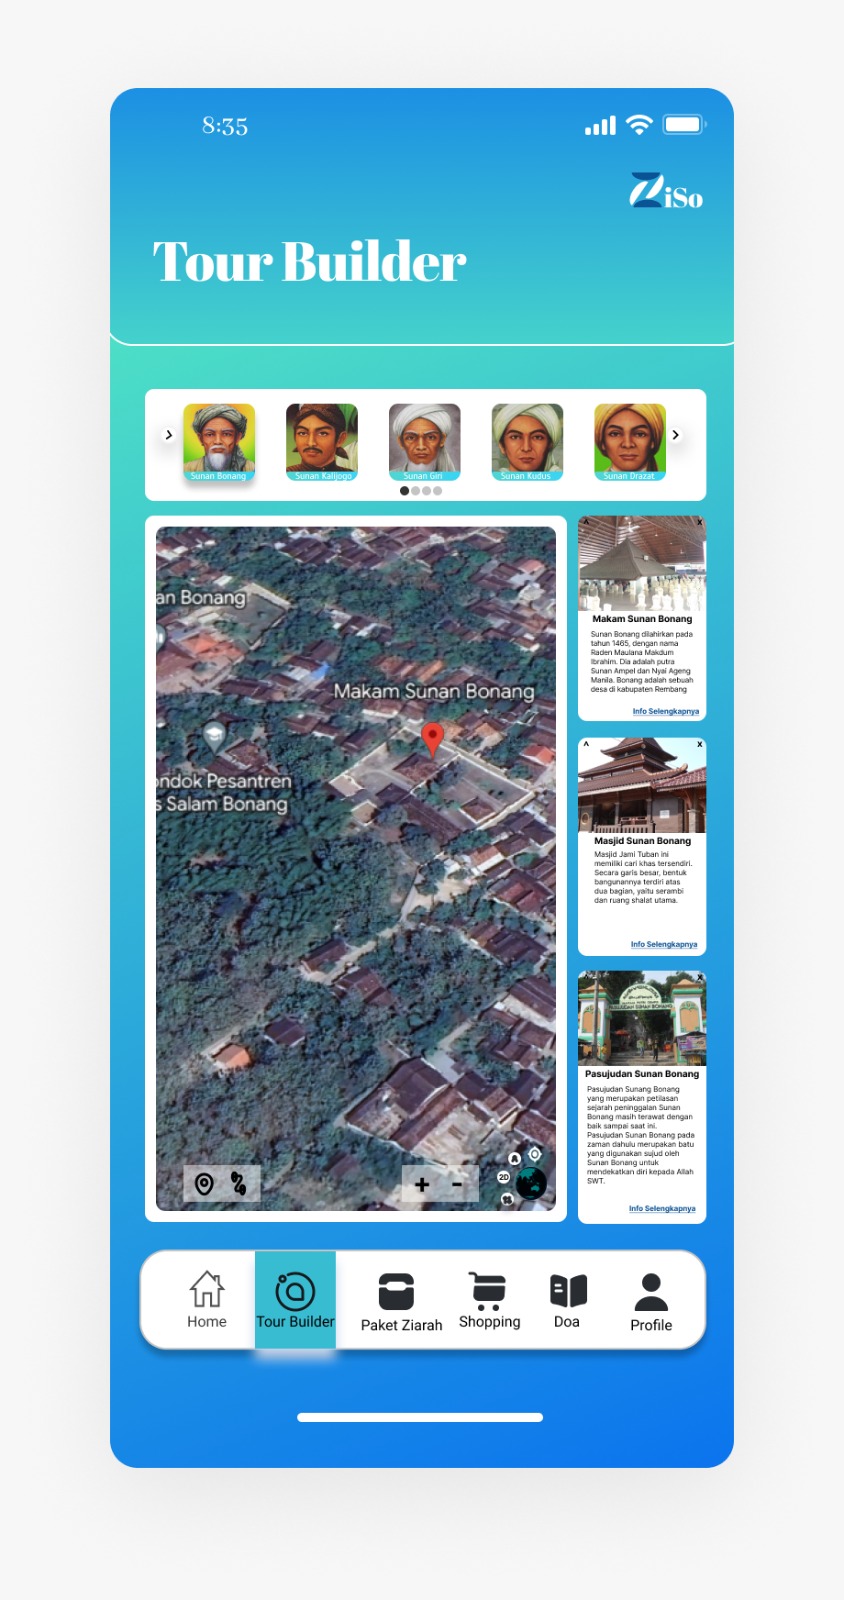 8:35
ZiSo
Tour Builder
Sunan Bonang
Sunan Kalijogo
Sunan Giri
Sunan Kudus
Sunan Drazat
an Bonang
Makam Sunan Bonang
ondok Pesantren
s Salam Bonang
2D
+ -
^ x
Makam Sunan Bonang
Sunan Bonang dilahirkan pada
tahun 1465, dengan nama
Raden Maulana Makdum
Ibrahim. Dia adalah putra
Sunan Ampel dan Nyai Ageng
Manila. Bonang adalah sebuah
desa di kabupaten Rembang
Info Selengkapnya
^ x
Masjid Sunan Bonang
Masjid Jami Tuban ini
memiliki cari khas tersendiri.
Secara garis besar, bentuk
bangunannya terdiri atas
dua bagian, yaitu serambi
dan ruang shalat utama.
Info Selengkapnya
^ x
PASUJUDAN SUNAN BONANG
Pasujudan Sunan Bonang
Pasujudan Sunang Bonang
yang merupakan petilasan
sejarah peninggalan Sunan
Bonang masih terawat dengan
baik sampai saat ini.
Pasujudan Sunan Bonang pada
zaman dahulu merupakan batu
yang digunakan sujud oleh
Sunan Bonang untuk
mendekatkan diri kepada Allah
SWT.
Info Selengkapnya
Home
Tour Builder
Paket Ziarah
Shopping
Doa
Profile